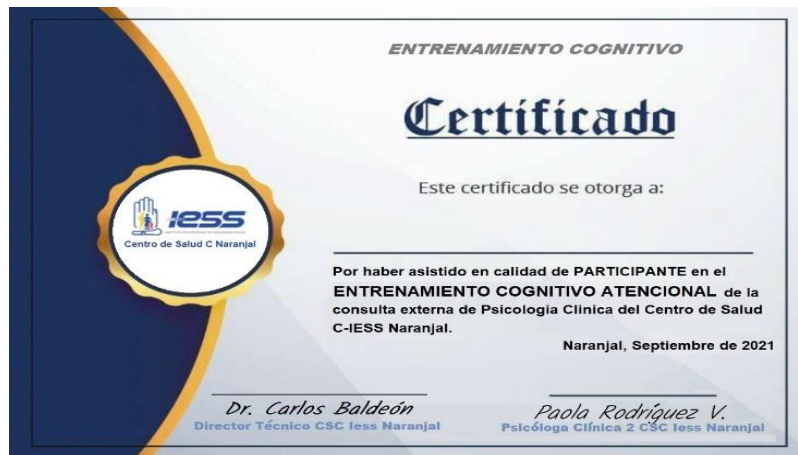 ENTRENAMIENTO COGNITIVO
Certificado
Este certificado se otorga a:
IESS
Centro de Salud C Naranjal
Por haber asistido en calidad de PARTICIPANTE en el
ENTRENAMIENTO COGNITIVO ATENCIONAL de la
consulta externa de Psicologia Clinica del Centro de Salud
C-IESS Naranjal.
Naranjal, Septiembre de 2021
Dr. Carlos Baldeón
Director Técnico CSC Iess Naranjal
Paola Rodríguez V.
Psicóloga Clínica 2 CSC Iess Naranjal